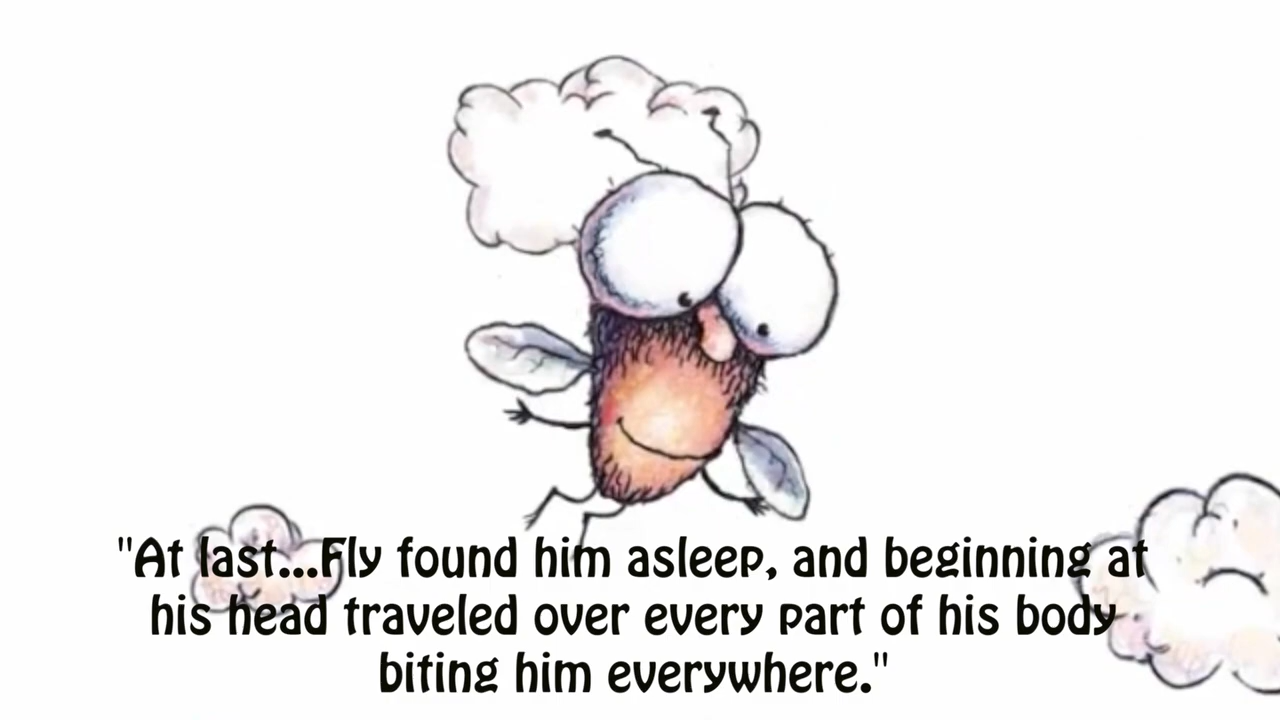 "At last...Fly found him asleep, and beginning at
his head traveled over every part of his body
biting him everywhere."